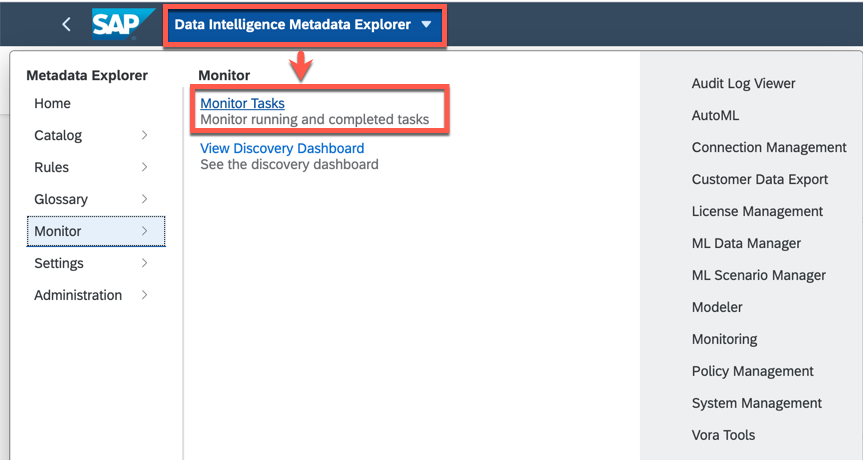 SAP
Data Intelligence Metadata Explorer
Metadata Explorer
Home
Catalog
Rules
Glossary
Monitor
Settings
Administration
Monitor
Monitor Tasks
Monitor running and completed tasks
View Discovery Dashboard
See the discovery dashboard
Audit Log Viewer
AutoML
Connection Management
Customer Data Export
License Management
ML Data Manager
ML Scenario Manager
Modeler
Monitoring
Policy Management
System Management
Vora Tools